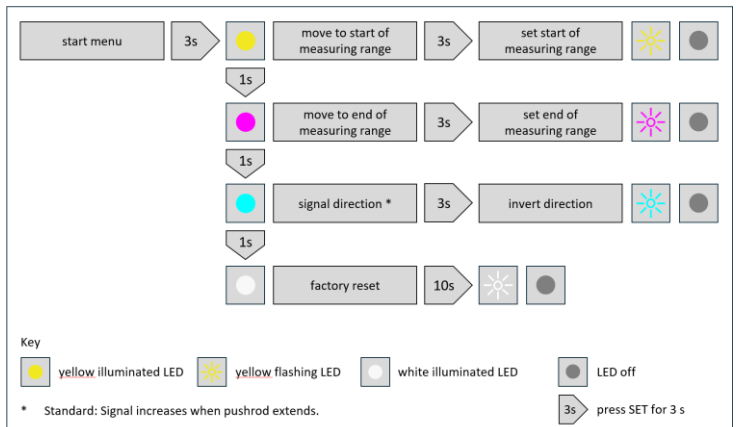 start menu
3s
move to start of
measuring range
3s
set start of
measuring range
1s
move to end of
measuring range
3s
set end of
measuring range
1s
signal direction *
3s
invert direction
1s
factory reset
10s
Key
yellow illuminated LED
yellow flashing LED
white illuminated LED
LED off
* Standard: Signal increases when pushrod extends.
3s
press SET for 3 s